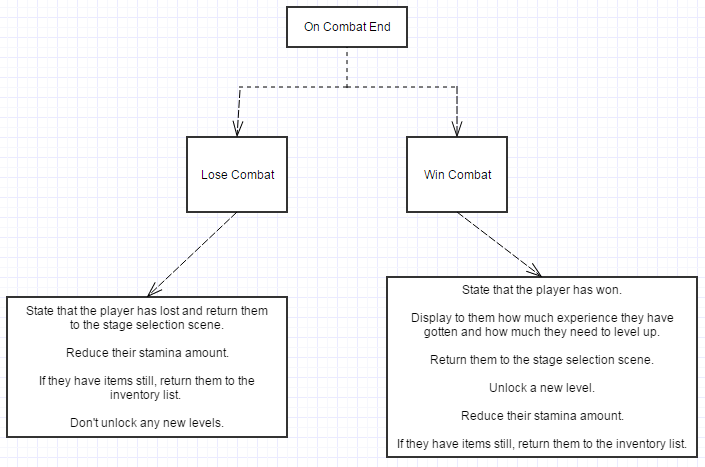 On Combat End
Lose Combat
Win Combat
State that the player has lost and return them
to the stage selection scene.
Reduce their stamina amount.
If they have items still, return them to the
inventory list.
Don't unlock any new levels.
State that the player has won.
Display to them how much experience they have
gotten and how much they need to level up.
Return them to the stage selection scene.
Unlock a new level.
Reduce their stamina amount.
If they have items still, return them to the inventory list.